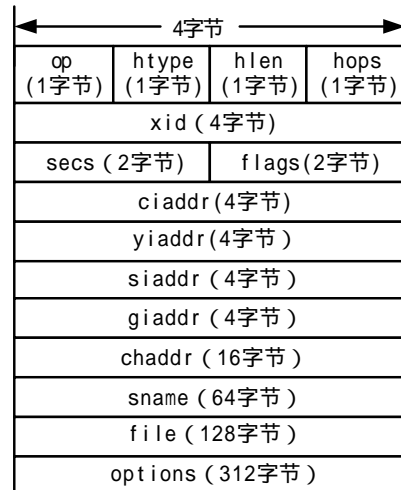 4字节
op htype hlen hops
(1字节) (1字节) (1字节) (1字节)
xid（4字节)
secs（2字节） flags(2字节）
ciaddr(4字节)
yiaddr(4字节）
siaddr（4字节）
giaddr（4字节）
chaddr（16字节）
sname（64字节）
file（128字节）
options（312字节）